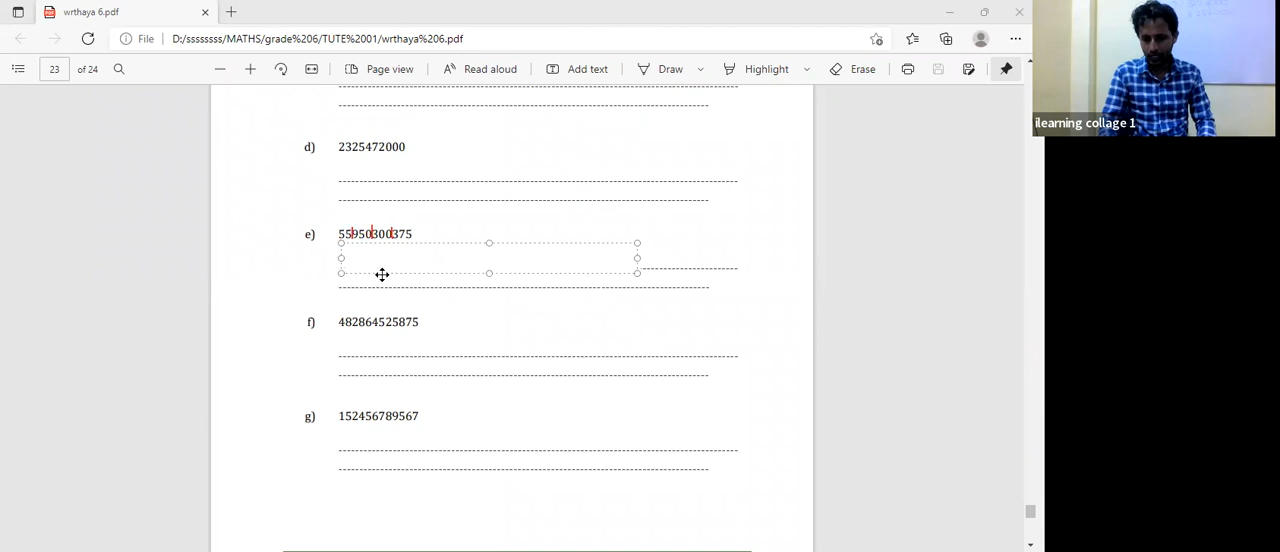 wrthaya 6.pdf
File
D:/ssssssss/MATHS/grade%206/TUTE%2001/wrthaya%206.pdf
23
of 24
Page view
Read aloud
Add text
Draw
Highlight
Erase
ilearning collage 1
d) 2325472000
e) 55950300375
f) 482864525875
g) 152456789567